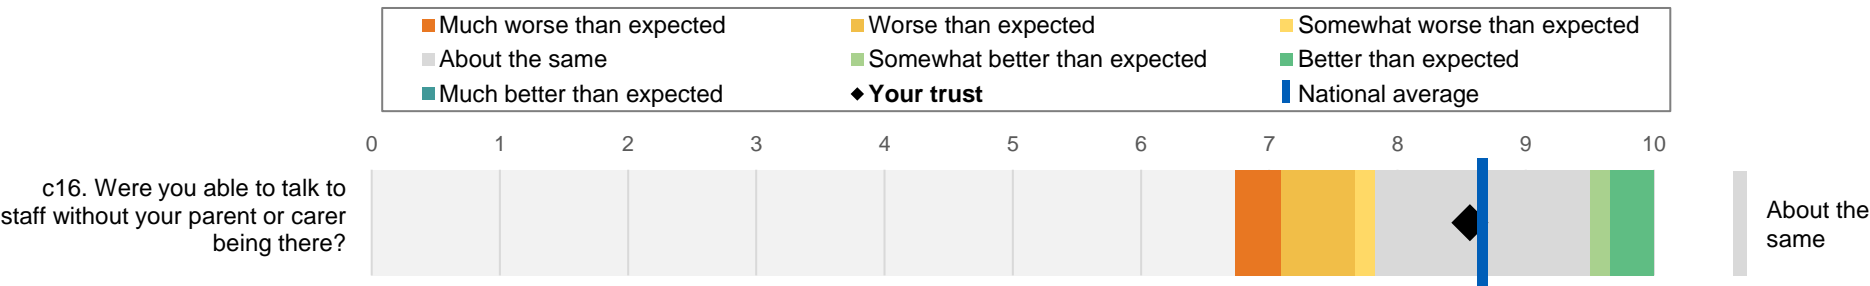 Much worse than expected
Worse than expected
Somewhat worse than expected
About the same
Somewhat better than expected
Better than expected
Much better than expected
Your trust
National average
0 1 2 3 4 5 6 7 8 9 10
c16. Were you able to talk to
staff without your parent or carer
being there?
About the
same